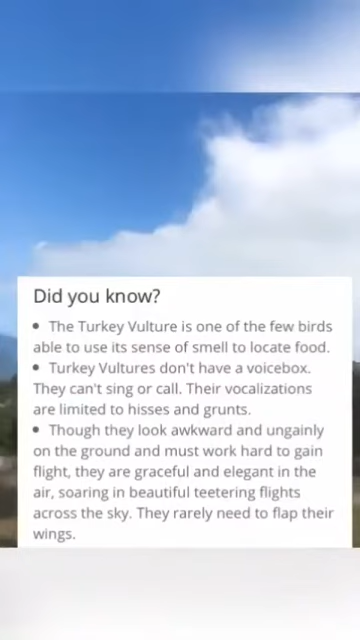 Did you know?
• The Turkey Vulture is one of the few birds
able to use its sense of smell to locate food.
• Turkey Vultures don't have a voicebox.
They can't sing or call. Their vocalizations
are limited to hisses and grunts.
• Though they look awkward and ungainly
on the ground and must work hard to gain
flight, they are graceful and elegant in the
air, soaring in beautiful teetering flights
across the sky. They rarely need to flap their
wings.